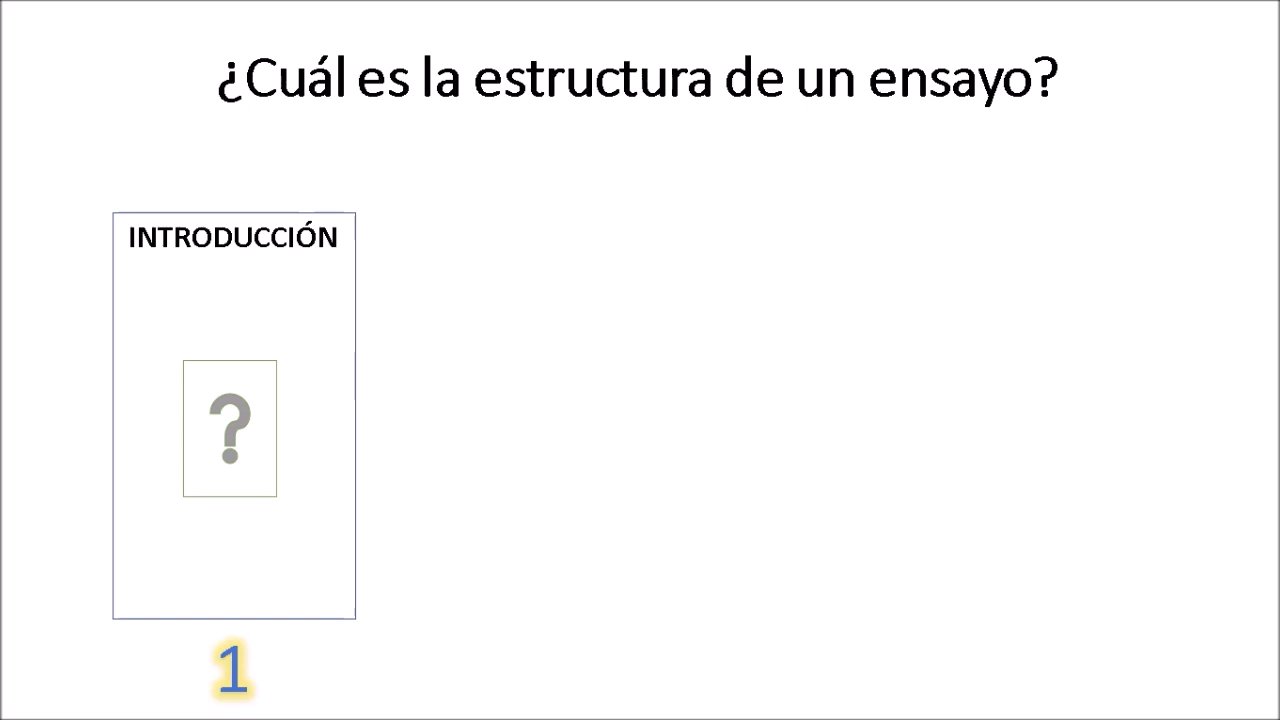 ¿Cuál es la estructura de un ensayo?
INTRODUCCIÓN
?
1